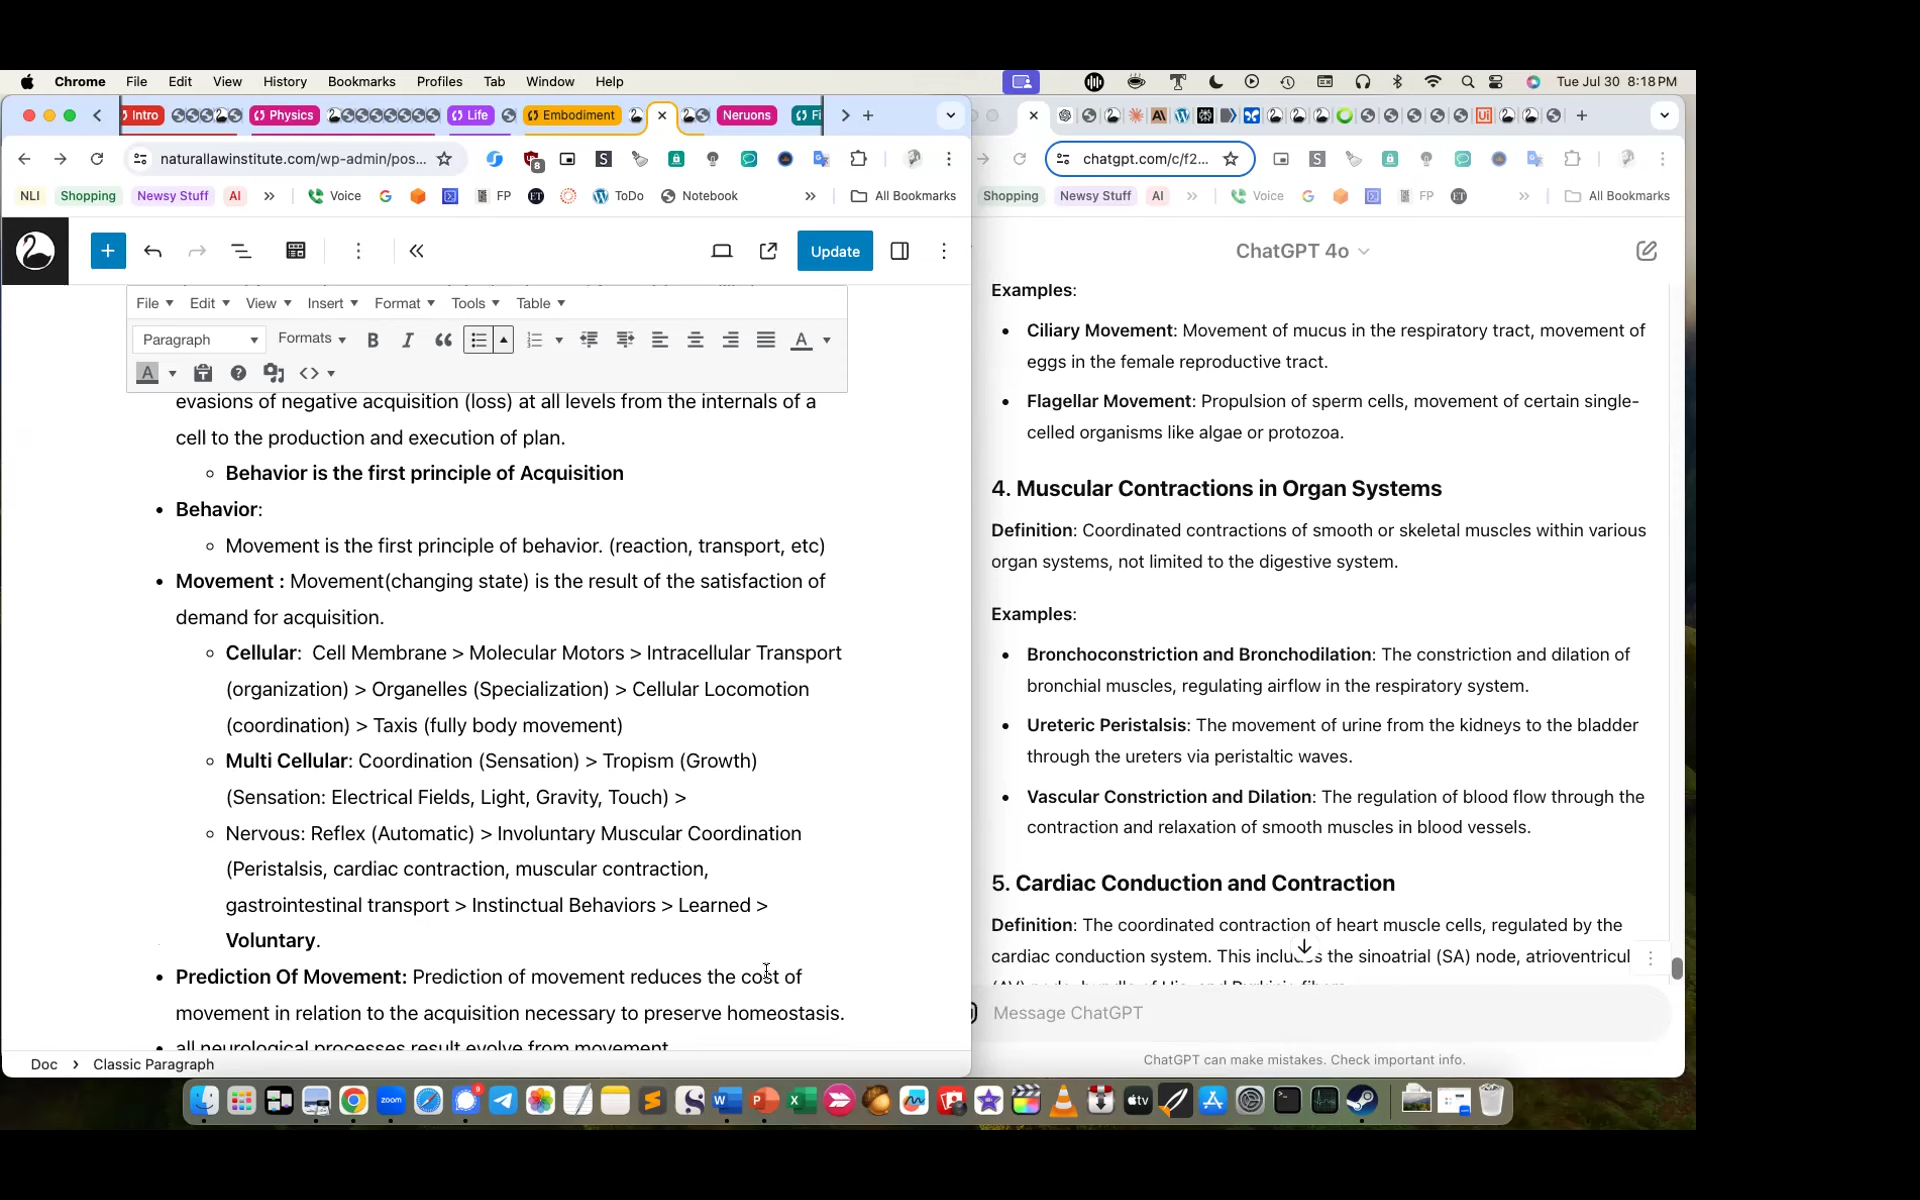 Chrome File Edit View History Bookmarks Profiles Tab Window Help Tue Jul 30 8:18 PM
Intro Physics Life Embodiment Neruons Fi
naturallawinstitute.com/wp-admin/pos...
8
NLI Shopping Newsy Stuff AI » Voice FP ET ToDo Notebook » All Bookmarks
Update
File Edit View Insert Format Tools Table
Paragraph Formats B I
A
evasions of negative acquisition (loss) at all levels from the internals of a
cell to the production and execution of plan.
Behavior is the first principle of Acquisition
Behavior:
Movement is the first principle of behavior. (reaction, transport, etc)
Movement : Movement(changing state) is the result of the satisfaction of
demand for acquisition.
Cellular: Cell Membrane > Molecular Motors > Intracellular Transport
(organization) > Organelles (Specialization) > Cellular Locomotion
(coordination) > Taxis (fully body movement)
Multi Cellular: Coordination (Sensation) > Tropism (Growth)
(Sensation: Electrical Fields, Light, Gravity, Touch) >
Nervous: Reflex (Automatic) > Involuntary Muscular Coordination
(Peristalsis, cardiac contraction, muscular contraction,
gastrointestinal transport > Instinctual Behaviors > Learned >
Voluntary.
Prediction Of Movement: Prediction of movement reduces the cost of
movement in relation to the acquisition necessary to preserve homeostasis.
all neurological processes result evolve from movement
Doc › Classic Paragraph
chatgpt.com/c/f2...
Shopping Newsy Stuff AI » Voice FP ET » All Bookmarks
ChatGPT 4o
Examples:
Ciliary Movement: Movement of mucus in the respiratory tract, movement of
eggs in the female reproductive tract.
Flagellar Movement: Propulsion of sperm cells, movement of certain single-
celled organisms like algae or protozoa.
4. Muscular Contractions in Organ Systems
Definition: Coordinated contractions of smooth or skeletal muscles within various
organ systems, not limited to the digestive system.
Examples:
Bronchoconstriction and Bronchodilation: The constriction and dilation of
bronchial muscles, regulating airflow in the respiratory system.
Ureteric Peristalsis: The movement of urine from the kidneys to the bladder
through the ureters via peristaltic waves.
Vascular Constriction and Dilation: The regulation of blood flow through the
contraction and relaxation of smooth muscles in blood vessels.
5. Cardiac Conduction and Contraction
Definition: The coordinated contraction of heart muscle cells, regulated by the
cardiac conduction system. This includes the sinoatrial (SA) node, atrioventricul
Message ChatGPT
ChatGPT can make mistakes. Check important info.
zoom
tv